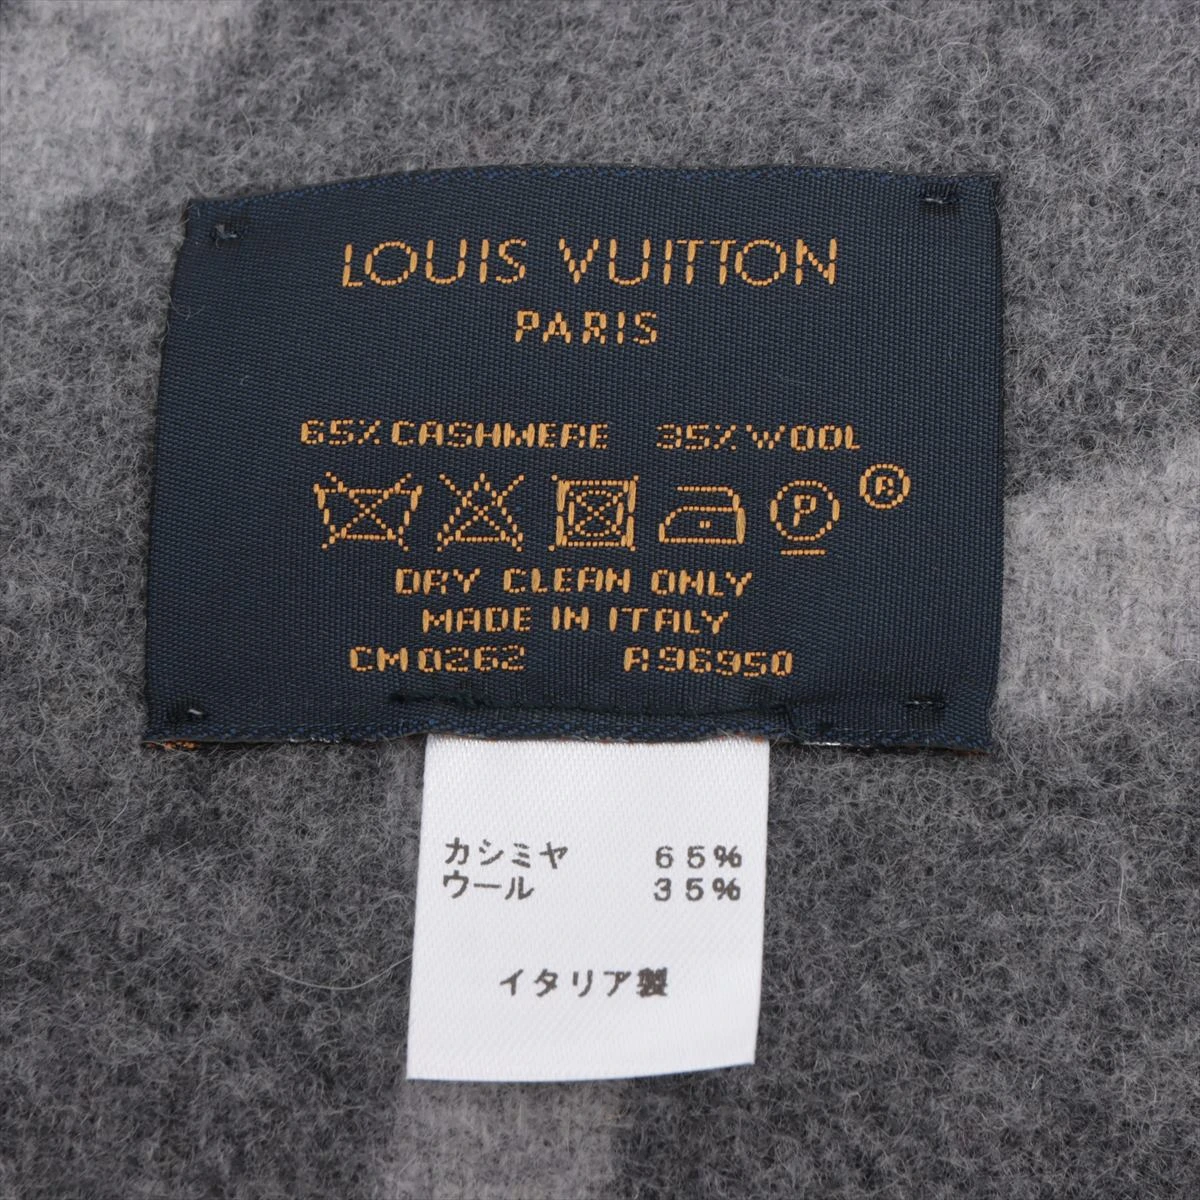 LOUIS VUITTON
PARIS
65% CASHMERE 35% WOOL
P ®
DRY CLEAN ONLY
MADE IN ITALY
CM0262 R96950
カシミヤ 65%
ウール 35%
イタリア製